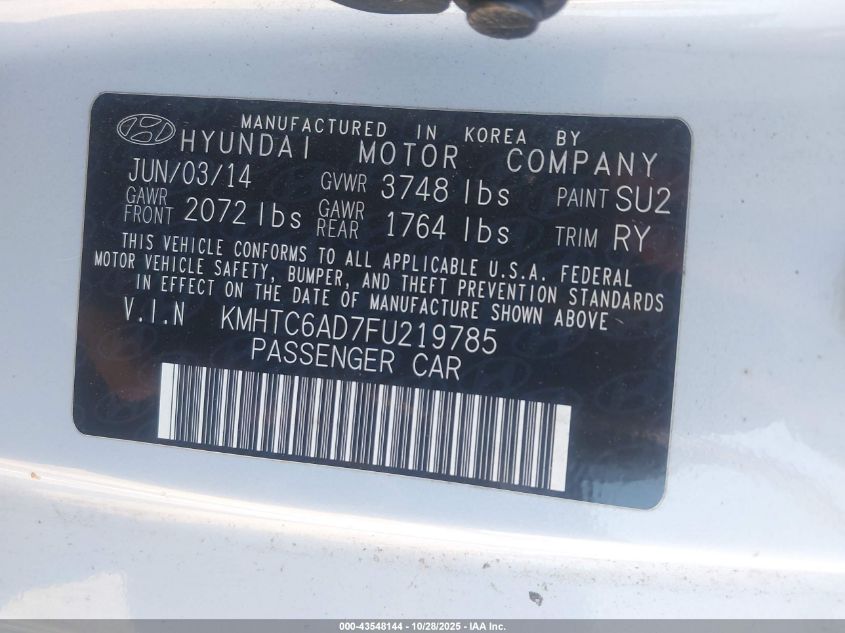 MANUFACTURED IN KOREA BY
HYUNDAI MOTOR COMPANY
JUN/03/14 GVWR 3748 lbs PAINT SU2
GAWR FRONT 2072 lbs GAWR REAR 1764 lbs TRIM RY
THIS VEHICLE CONFORMS TO ALL APPLICABLE U.S.A. FEDERAL
MOTOR VEHICLE SAFETY, BUMPER, AND THEFT PREVENTION STANDARDS
IN EFFECT ON THE DATE OF MANUFACTURE SHOWN ABOVE
V.I.N KMHTC6AD7FU219785
PASSENGER CAR
000-43548144 - 10/28/2025 - IAA Inc.